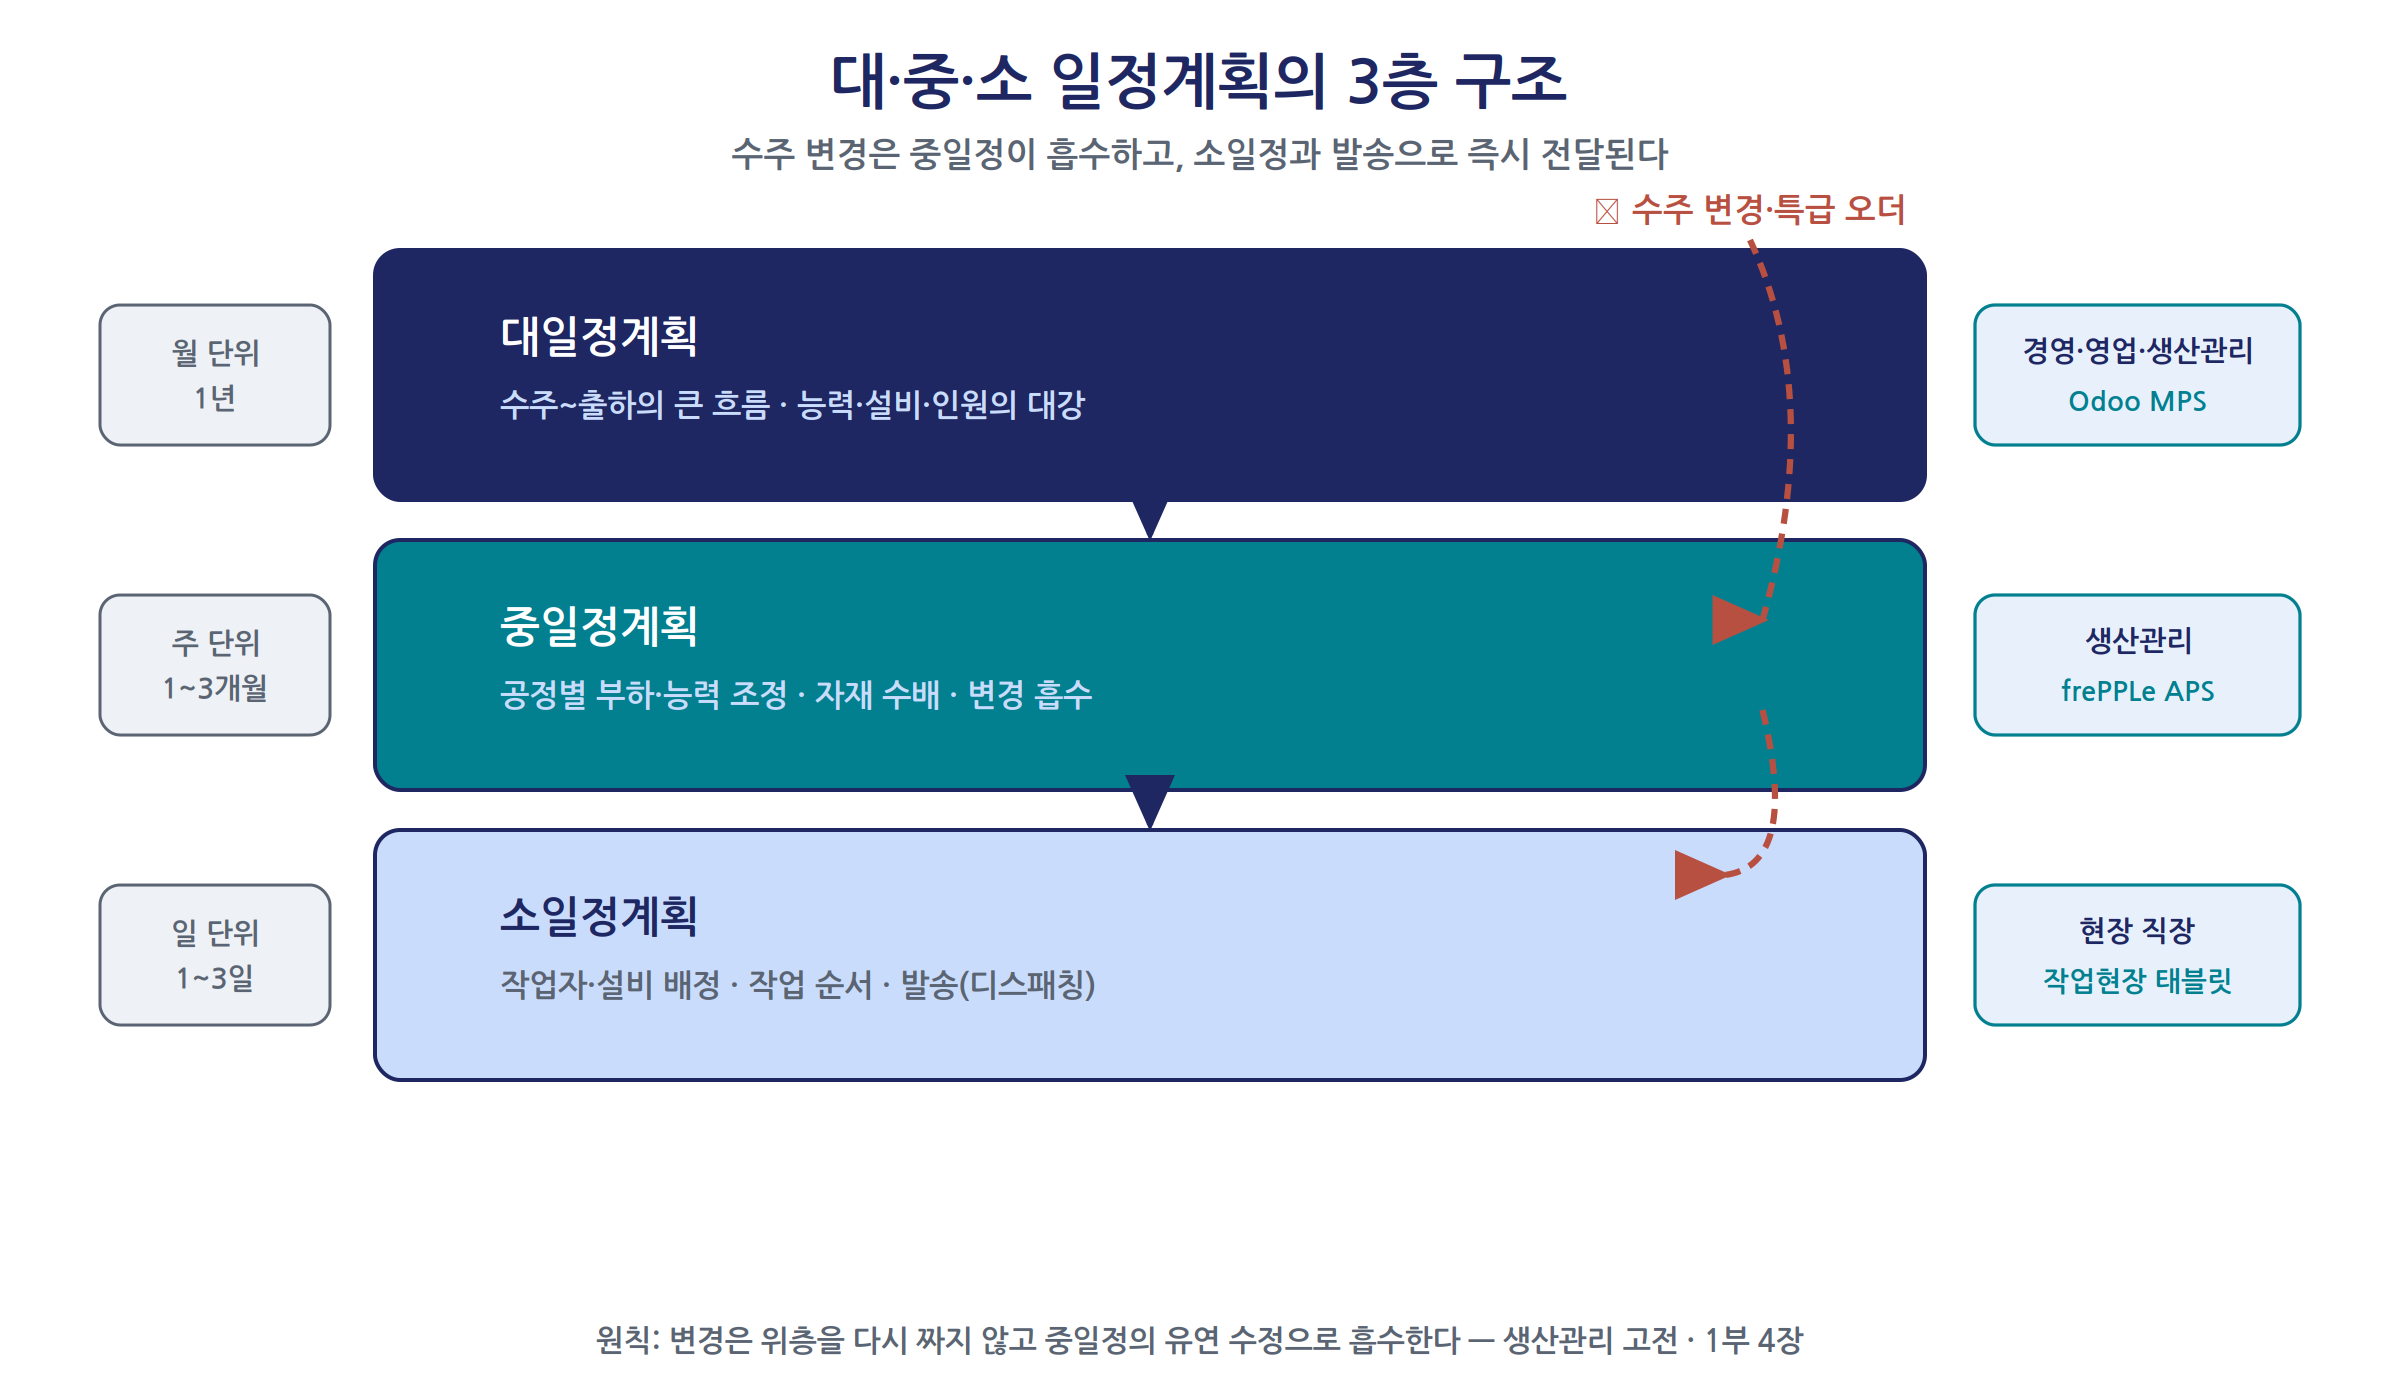 대·중·소 일정계획의 3층 구조
수주 변경은 중일정이 흡수하고, 소일정과 발송으로 즉시 전달된다
수주 변경·특급 오더
월 단위
1년
대일정계획
수주~출하의 큰 흐름 · 능력·설비·인원의 대강
경영·영업·생산관리
Odoo MPS
주 단위
1~3개월
중일정계획
공정별 부하·능력 조정 · 자재 수배 · 변경 흡수
생산관리
frePPLe APS
일 단위
1~3일
소일정계획
작업자·설비 배정 · 작업 순서 · 발송(디스패칭)
현장 직장
작업현장 태블릿
원칙: 변경은 위층을 다시 짜지 않고 중일정의 유연 수정으로 흡수한다 — 생산관리 고전 · 1부 4장